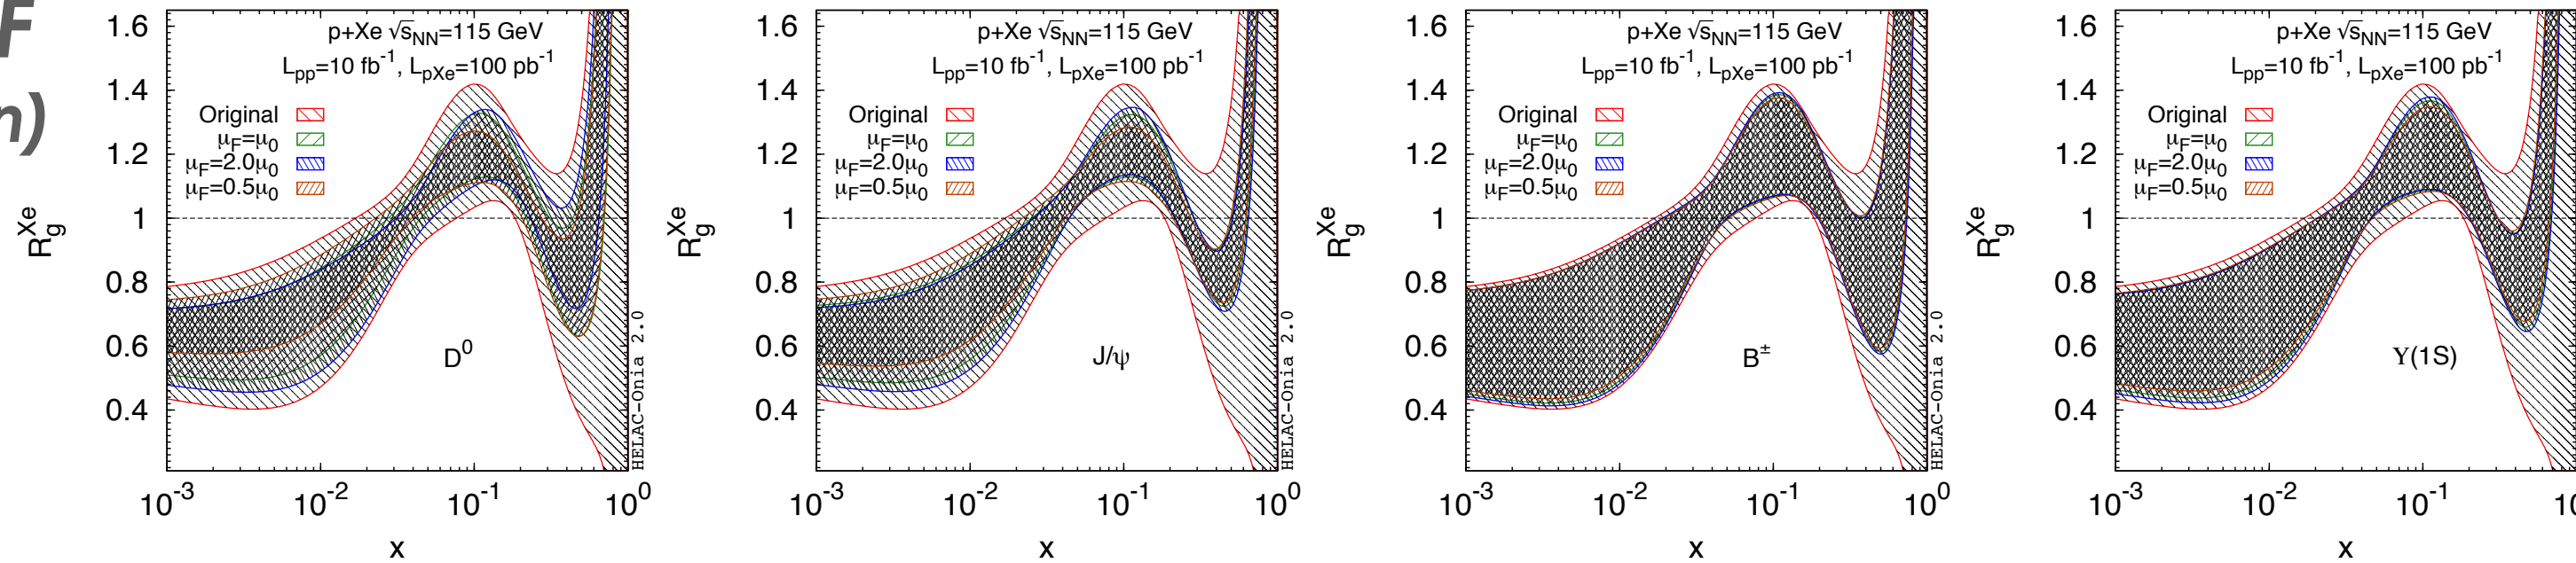 F
n)
1.6
1.4
1.2
1
0.8
0.6
0.4
R_g^Xe
p+Xe √s_NN=115 GeV
L_pp=10 fb^-1, L_pXe=100 pb^-1
Original
μ_F=μ_0
μ_F=2.0μ_0
μ_F=0.5μ_0
D^0
HELAC-Onia 2.0
10^-3 10^-2 10^-1 10^0
x
1.6
1.4
1.2
1
0.8
0.6
0.4
R_g^Xe
p+Xe √s_NN=115 GeV
L_pp=10 fb^-1, L_pXe=100 pb^-1
Original
μ_F=μ_0
μ_F=2.0μ_0
μ_F=0.5μ_0
J/ψ
HELAC-Onia 2.0
10^-3 10^-2 10^-1 10^0
x
1.6
1.4
1.2
1
0.8
0.6
0.4
R_g^Xe
p+Xe √s_NN=115 GeV
L_pp=10 fb^-1, L_pXe=100 pb^-1
Original
μ_F=μ_0
μ_F=2.0μ_0
μ_F=0.5μ_0
B^±
HELAC-Onia 2.0
10^-3 10^-2 10^-1 10^0
x
1.6
1.4
1.2
1
0.8
0.6
0.4
R_g^Xe
p+Xe √s_NN=115 GeV
L_pp=10 fb^-1, L_pXe=100 pb^-1
Original
μ_F=μ_0
μ_F=2.0μ_0
μ_F=0.5μ_0
Υ(1S)
10^-3 10^-2 10^-1
x